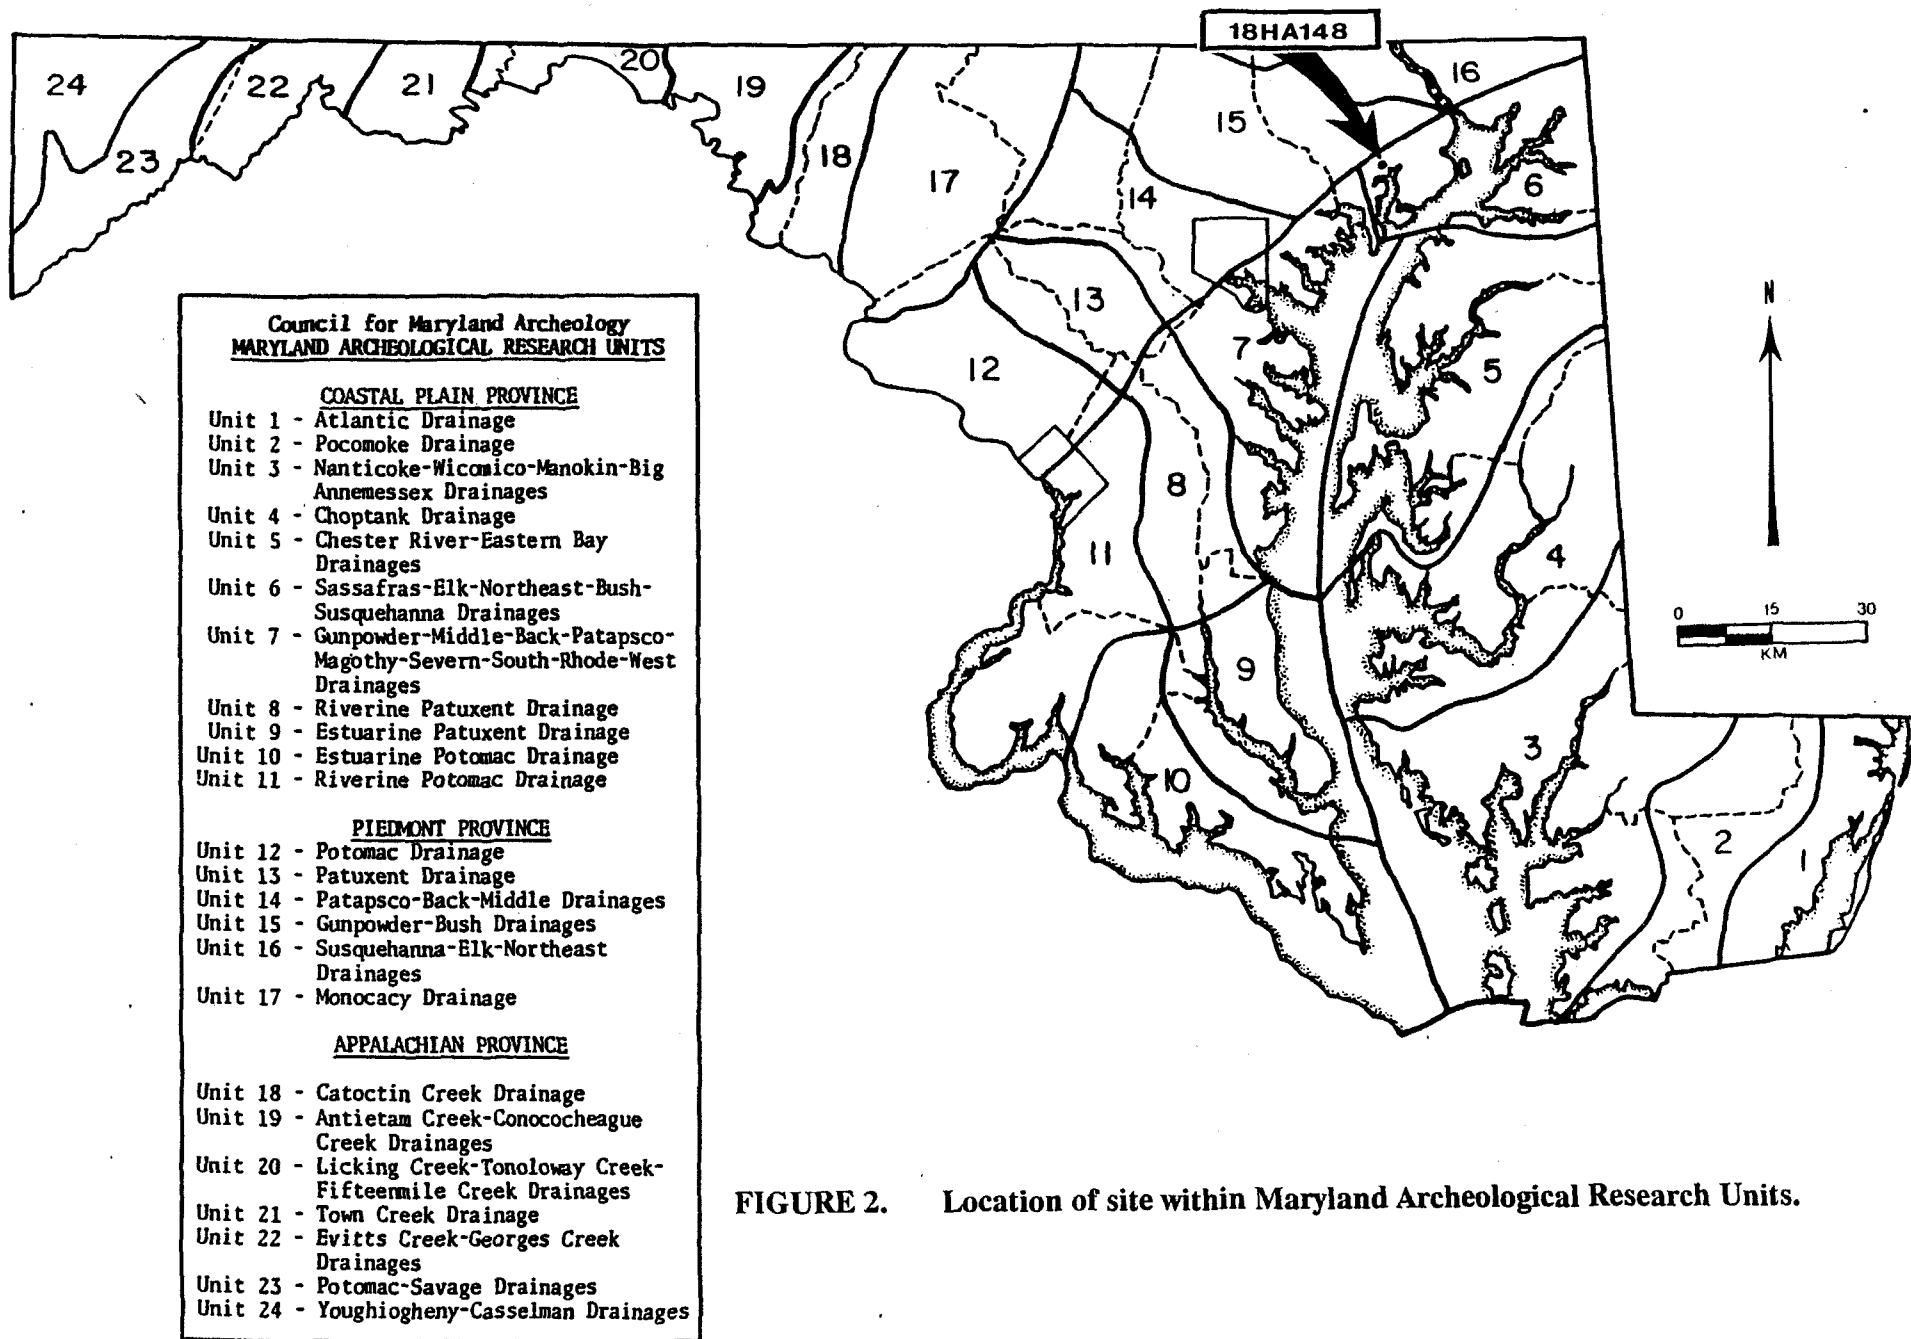 18HA148
24
23
22
21
20
19
18
17
16
15
14
13
12
11
10
9
8
7
6
5
4
3
2
1
N
0 15 30
KM
Council for Maryland Archeology
MARYLAND ARCHEOLOGICAL RESEARCH UNITS
COASTAL PLAIN PROVINCE
Unit 1 - Atlantic Drainage
Unit 2 - Pocomoke Drainage
Unit 3 - Nanticoke-Wicomico-Manokin-Big
Annemessex Drainages
Unit 4 - Choptank Drainage
Unit 5 - Chester River-Eastern Bay
Drainages
Unit 6 - Sassafras-Elk-Northeast-Bush-
Susquehanna Drainages
Unit 7 - Gunpowder-Middle-Back-Patapsco-
Magothy-Severn-South-Rhode-West
Drainages
Unit 8 - Riverine Patuxent Drainage
Unit 9 - Estuarine Patuxent Drainage
Unit 10 - Estuarine Potomac Drainage
Unit 11 - Riverine Potomac Drainage
PIEDMONT PROVINCE
Unit 12 - Potomac Drainage
Unit 13 - Patuxent Drainage
Unit 14 - Patapsco-Back-Middle Drainages
Unit 15 - Gunpowder-Bush Drainages
Unit 16 - Susquehanna-Elk-Northeast
Drainages
Unit 17 - Monocacy Drainage
APPALACHIAN PROVINCE
Unit 18 - Catoctin Creek Drainage
Unit 19 - Antietam Creek-Conococheague
Creek Drainages
Unit 20 - Licking Creek-Tonoloway Creek-
Fifteenmile Creek Drainages
Unit 21 - Town Creek Drainage
Unit 22 - Evitts Creek-Georges Creek
Drainages
Unit 23 - Potomac-Savage Drainages
Unit 24 - Youghiogheny-Casselman Drainages
FIGURE 2. Location of site within Maryland Archeological Research Units.